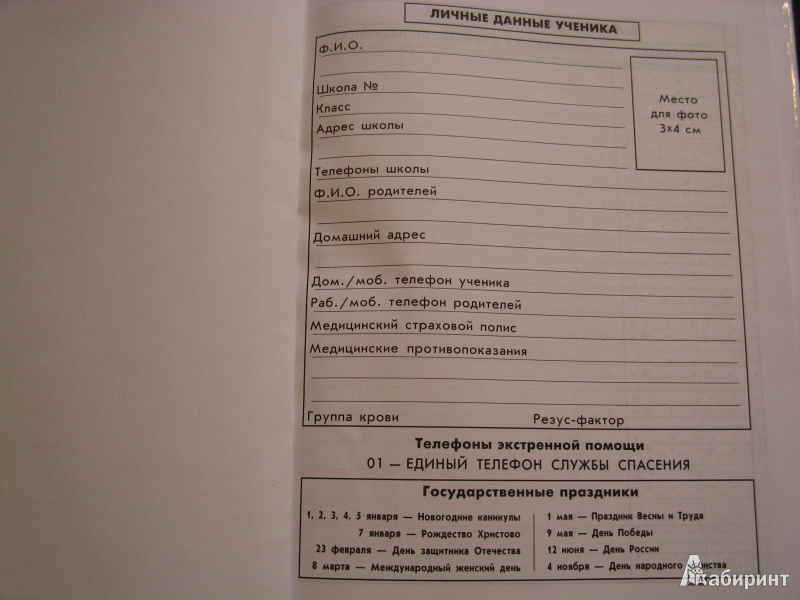 ЛИЧНЫЕ ДАННЫЕ УЧЕНИКА
Ф.И.О.
Школа №
Класс
Адрес школы
Место
для фото
3х4 см
Телефоны школы
Ф.И.О. родителей
Домашний адрес
Дом./моб. телефон ученика
Раб./моб. телефон родителей
Медицинский страховой полис
Медицинские противопоказания
Группа крови Резус-фактор
Телефоны экстренной помощи
01 — ЕДИНЫЙ ТЕЛЕФОН СЛУЖБЫ СПАСЕНИЯ
Государственные праздники
1, 2, 3, 4, 5 января — Новогодние каникулы
7 января — Рождество Христово
23 февраля — День защитника Отечества
8 марта — Международный женский день
1 мая — Праздник Весны и Труда
9 мая — День Победы
12 июня — День России
4 ноября — День народного единства
Лабиринт